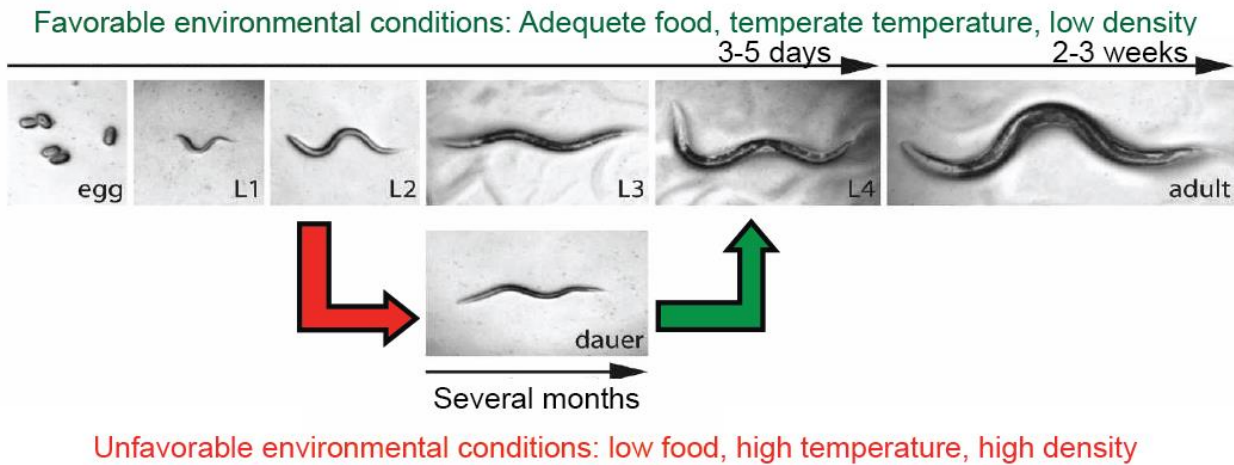 Favorable environmental conditions: Adequete food, temperate temperature, low density
3-5 days
2-3 weeks
egg
L1
L2
L3
L4
adult
dauer
Several months
Unfavorable environmental conditions: low food, high temperature, high density